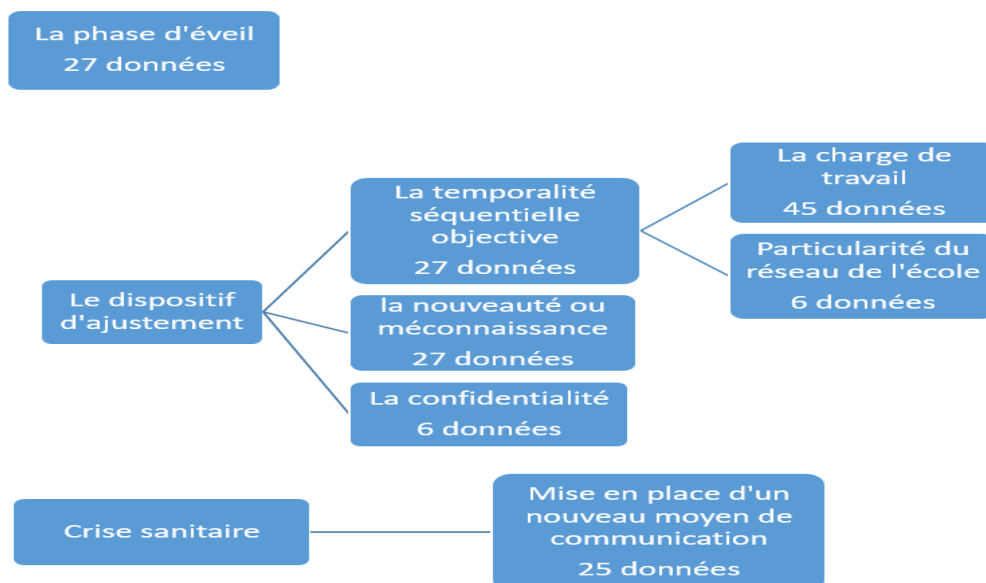 La phase d'éveil
27 données
Le dispositif
d'ajustement
La temporalité
séquentielle
objective
27 données
La charge de
travail
45 données
Particularité du
réseau de l'école
6 données
la nouveauté ou
méconnaissance
27 données
La confidentialité
6 données
Crise sanitaire
Mise en place d'un
nouveau moyen de
communication
25 données